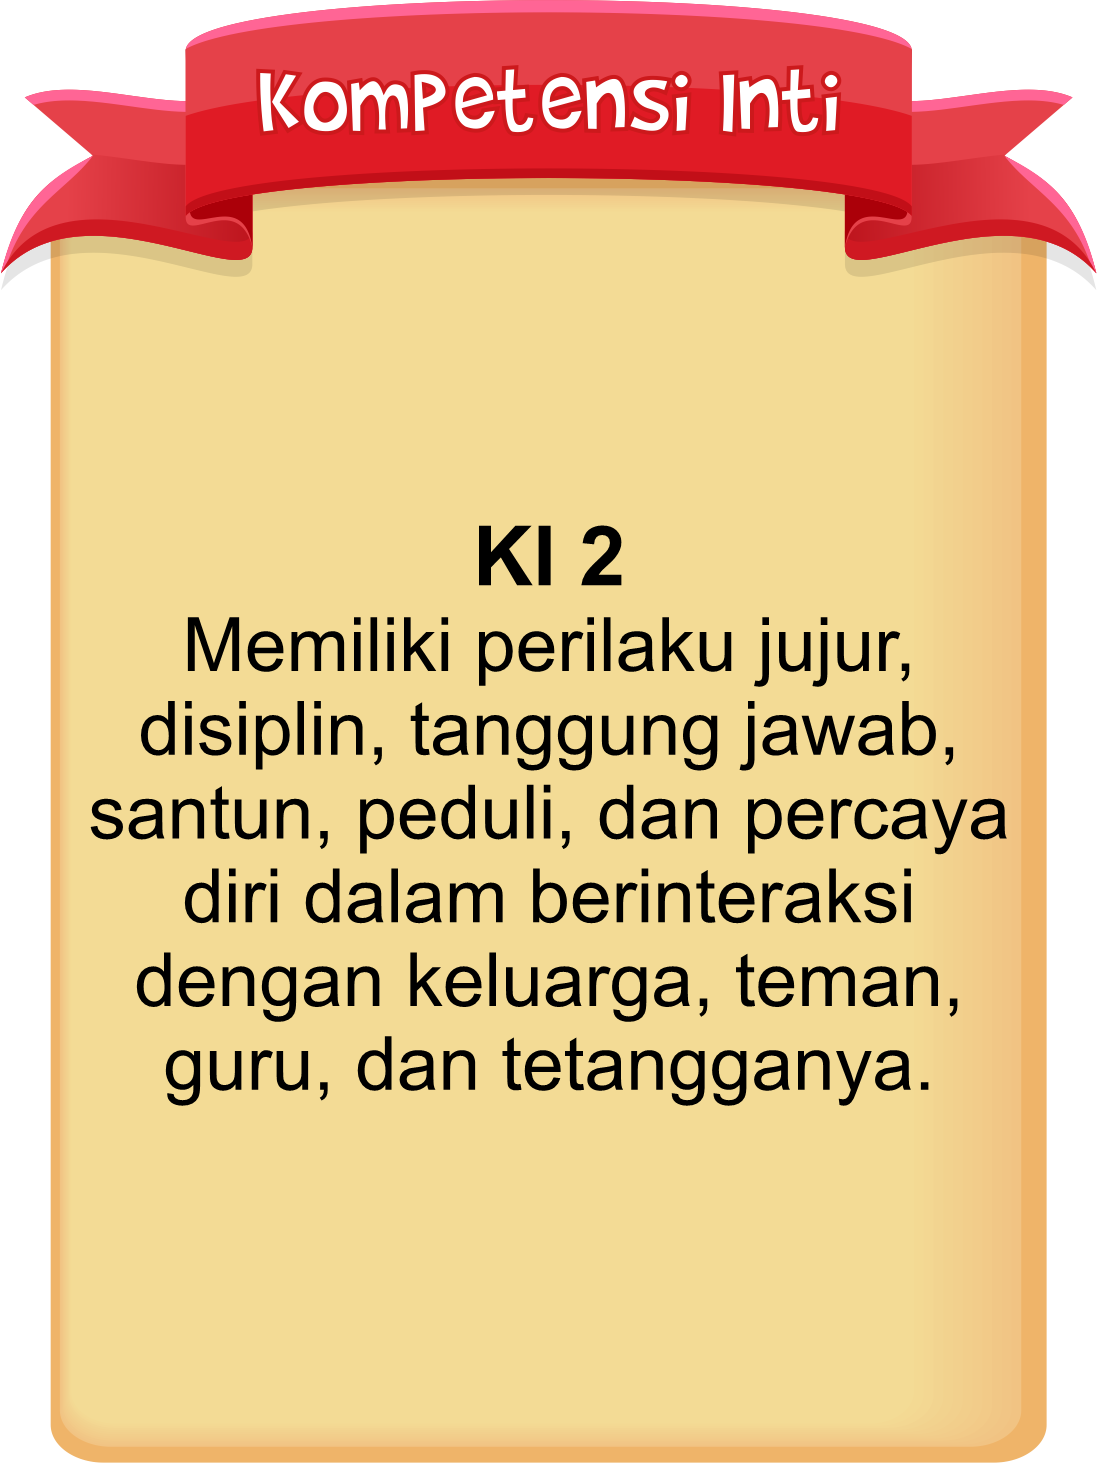 Kompetensi Inti
KI 2
Memiliki perilaku jujur,
disiplin, tanggung jawab,
santun, peduli, dan percaya
diri dalam berinteraksi
dengan keluarga, teman,
guru, dan tetangganya.